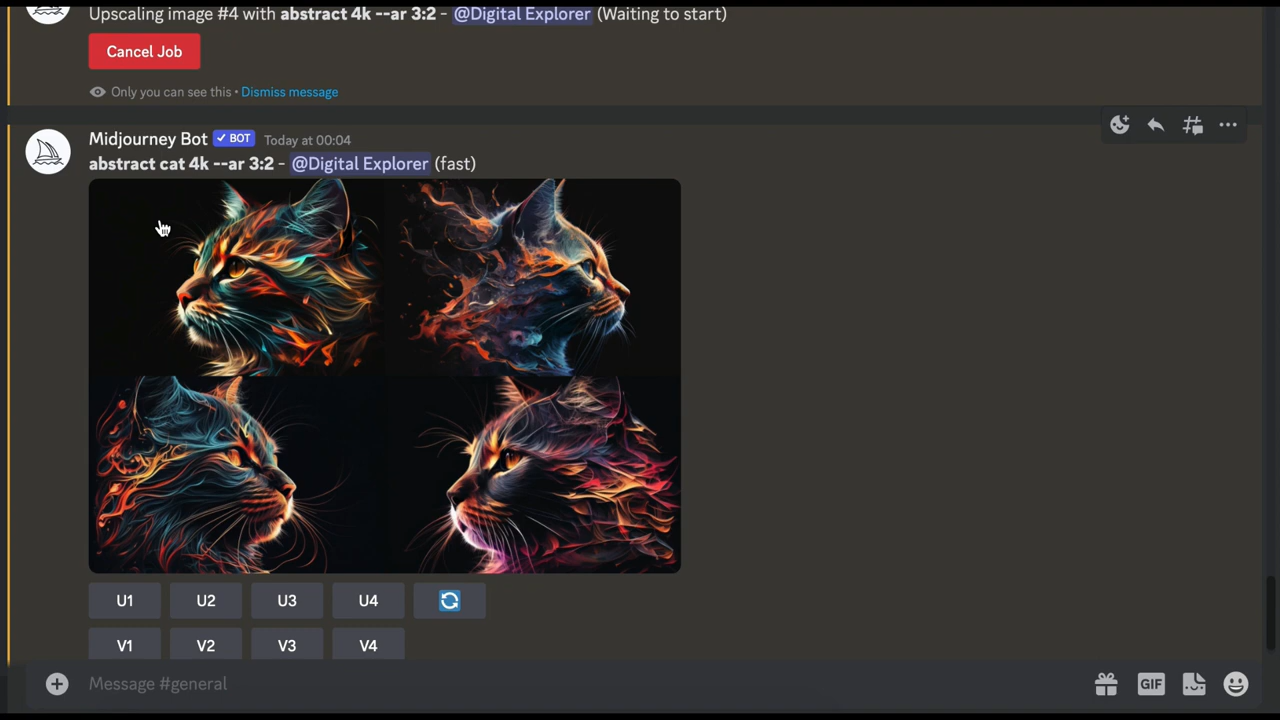 Upscaling image #4 with abstract 4k --ar 3:2 - @Digital Explorer (Waiting to start)
Cancel Job
Only you can see this • Dismiss message
Midjourney Bot ✓ BOT Today at 00:04
abstract cat 4k --ar 3:2 - @Digital Explorer (fast)
U1 U2 U3 U4
V1 V2 V3 V4
Message #general GIF